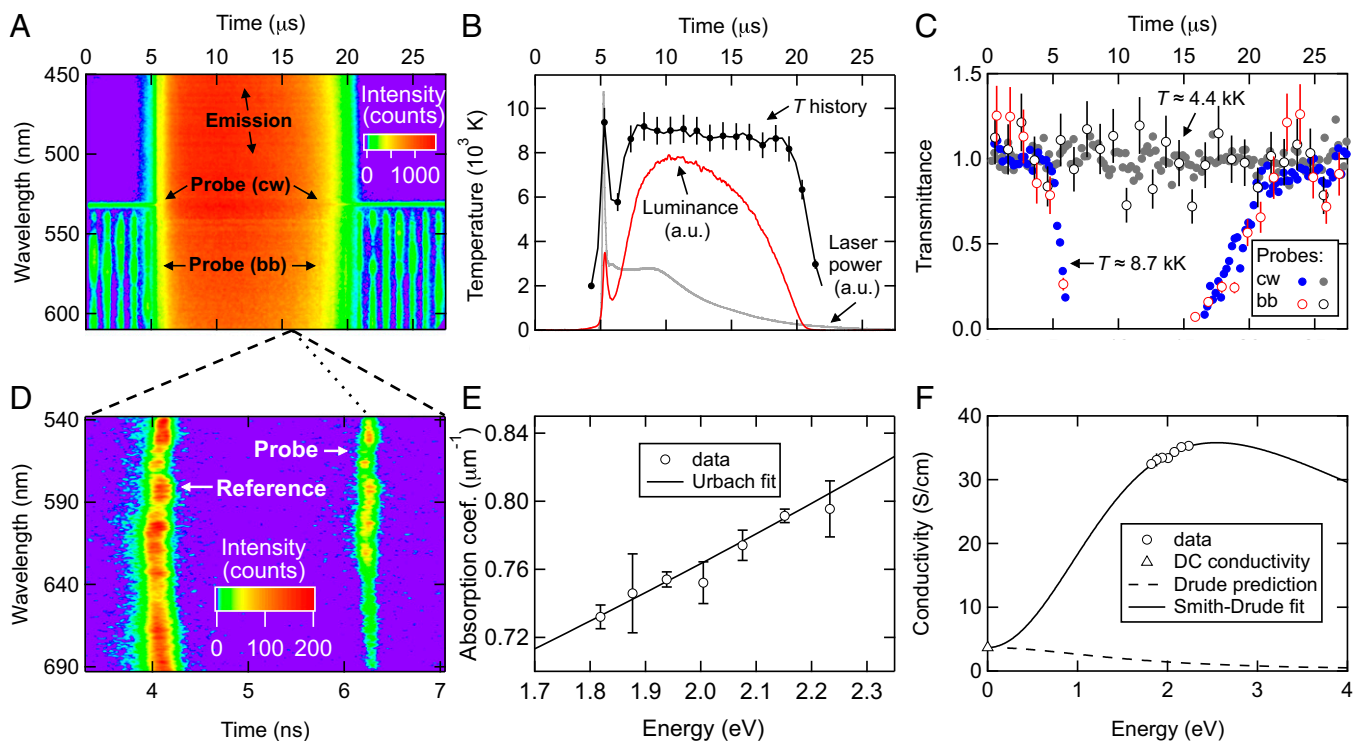 A
Time (μs)
0 5 10 15 20 25
Wavelength (nm)
450
500
550
600
Emission
Probe (cw)
Probe (bb)
Intensity
(counts)
0 1000
B
Time (μs)
0 5 10 15 20 25
Temperature (10³ K)
10
8
6
4
2
0
T history
Luminance
(a.u.)
Laser
power
(a.u.)
C
Time (μs)
0 5 10 15 20 25
Transmittance
1.5
1.0
0.5
0.0
T ≈ 4.4 kK
T ≈ 8.7 kK
Probes:
cw
bb
D
Wavelength (nm)
540
590
640
690
Probe
Reference
Intensity
(counts)
0 100 200
4 5 6 7
Time (ns)
E
Absorption coef. (μm⁻¹)
0.84
0.80
0.76
0.72
data
Urbach fit
1.7 1.8 1.9 2.0 2.1 2.2 2.3
Energy (eV)
F
Conductivity (S/cm)
40
30
20
10
0
data
DC conductivity
Drude prediction
Smith-Drude fit
0 1 2 3 4
Energy (eV)